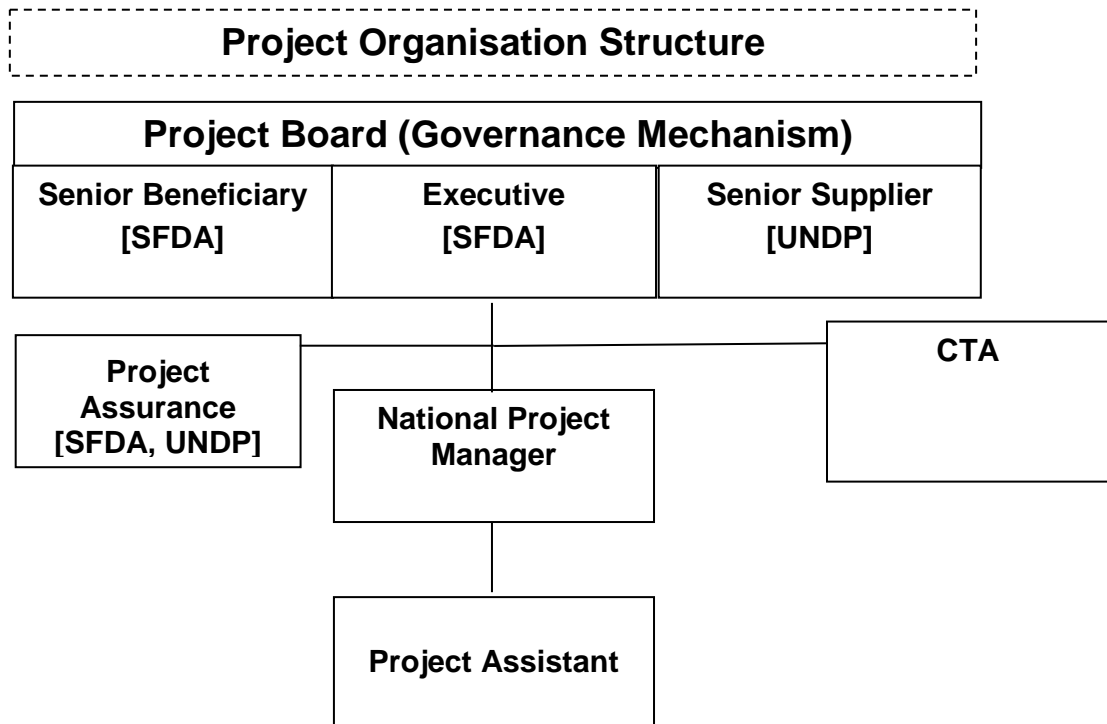 Project Organisation Structure
Project Board (Governance Mechanism)
Senior Beneficiary
[SFDA]
Executive
[SFDA]
Senior Supplier
[UNDP]
Project
Assurance
[SFDA, UNDP]
National Project
Manager
CTA
Project Assistant